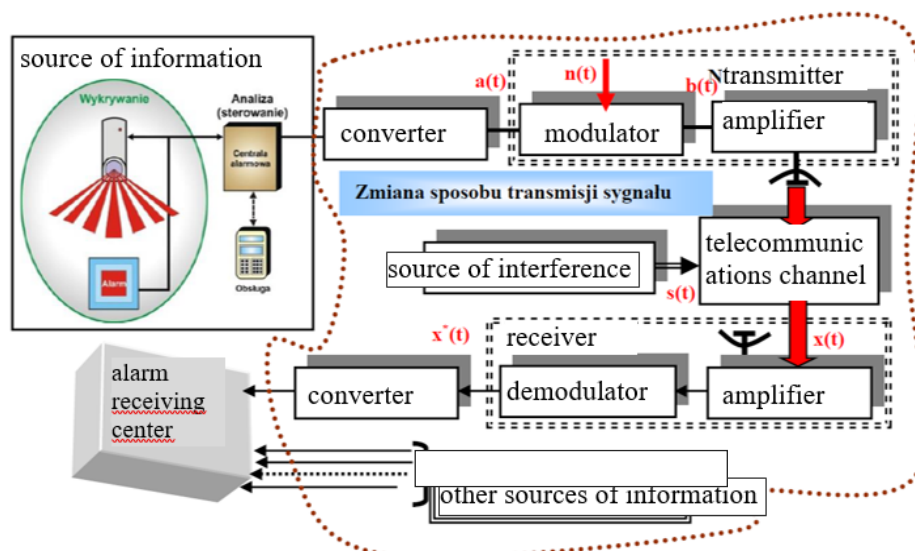 source of information
Wykrywanie
Analiza
(sterowanie)
Centrala
alarmowa
Alarm
Obsługa
a(t)
n(t)
b(t)
transmitter
converter
modulator
amplifier
Zmiana sposobu transmisji sygnału
telecommunic
ations channel
source of interference
s(t)
x(t)
receiver
x*(t)
converter
demodulator
amplifier
alarm
receiving
center
other sources of information